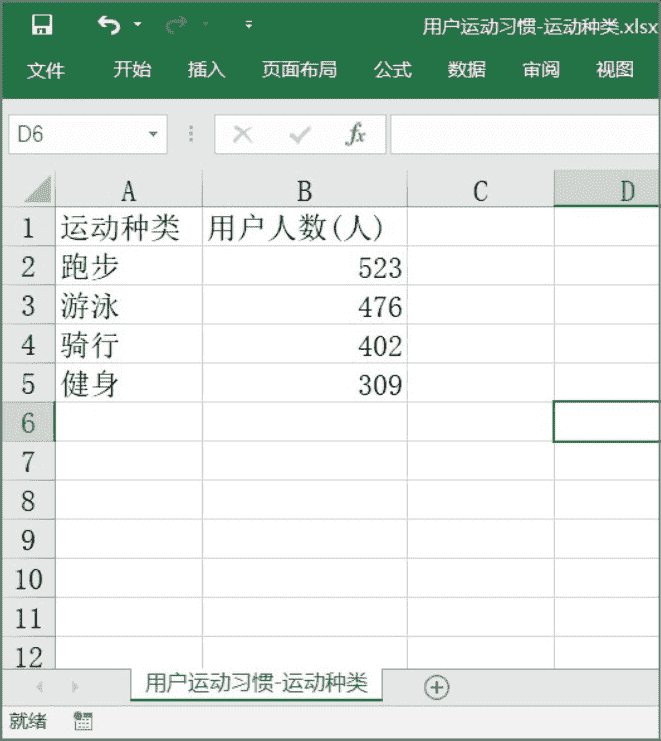 用户运动习惯-运动种类.xlsx
文件 开始 插入 页面布局 公式 数据 审阅 视图
D6 fx
A B C D
1 运动种类 用户人数(人)
2 跑步 523
3 游泳 476
4 骑行 402
5 健身 309
6
7
8
9
10
11
12
用户运动习惯-运动种类
就绪